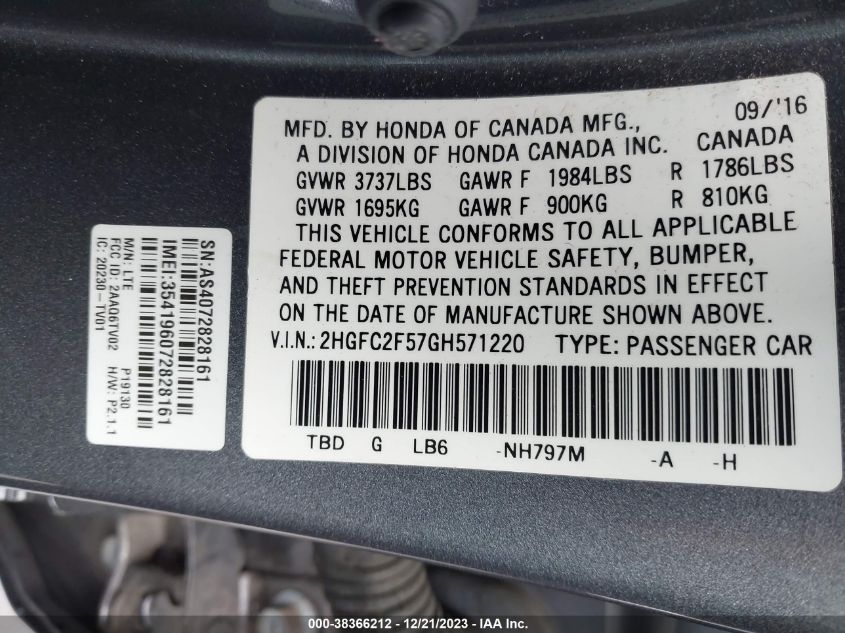 09/'16
MFD. BY HONDA OF CANADA MFG.,
A DIVISION OF HONDA CANADA INC. CANADA
GVWR 3737LBS GAWR F 1984LBS R 1786LBS
GVWR 1695KG GAWR F 900KG R 810KG
THIS VEHICLE CONFORMS TO ALL APPLICABLE
FEDERAL MOTOR VEHICLE SAFETY, BUMPER,
AND THEFT PREVENTION STANDARDS IN EFFECT
ON THE DATE OF MANUFACTURE SHOWN ABOVE.
V.I.N.: 2HGFC2F57GH571220 TYPE: PASSENGER CAR
TBD G LB6 -NH797M -A -H
SN:AS4072828161
IMEI:354196072828161
M/N: LTE P19130
FCC ID: 2AAQ6TV02 H/W: P2.1.1
IC: 20230-TV01
000-38366212 - 12/21/2023 - IAA Inc.